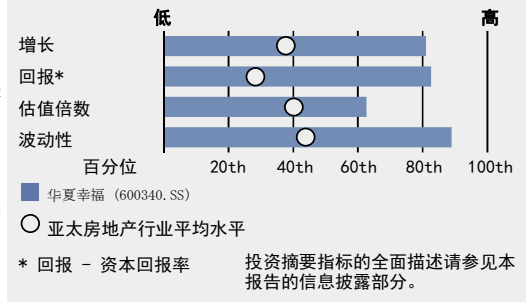 低 高
增长
回报*
估值倍数
波动性
百分位 20th 40th 60th 80th 100th
华夏幸福 (600340.SS)
亚太房地产行业平均水平
* 回报 - 资本回报率 投资摘要指标的全面描述请参见本
报告的信息披露部分。